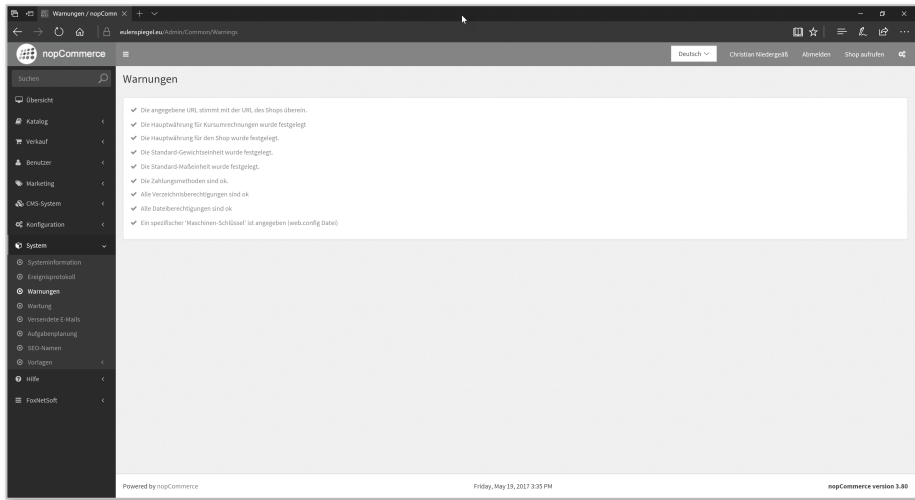 Warnungen / nopComm
eulenspiegel.eu/Admin/Common/Warnings
nopCommerce
Deutsch
Christian Niedergeäß
Abmelden
Shop aufrufen
Suchen
Warnungen
Übersicht
Katalog
Verkauf
Benutzer
Marketing
CMS-System
Konfiguration
System
Systeminformation
Ereignisprotokoll
Warnungen
Wartung
Versendete E-Mails
Aufgabenplanung
SEO-Namen
Vorlagen
Hilfe
FoxNetSoft
Die angegebene URL stimmt mit der URL des Shops überein.
Die Hauptwährung für Kursumrechnungen wurde festgelegt
Die Hauptwährung für den Shop wurde festgelegt.
Die Standard-Gewichtseinheit wurde festgelegt.
Die Standard-Maßeinheit wurde festgelegt.
Die Zahlungsmethoden sind ok.
Alle Verzeichnisberechtigungen sind ok
Alle Dateiberechtigungen sind ok
Ein spezifischer 'Maschinen-Schlüssel' ist angegeben (web.config Datei)
Powered by nopCommerce
Friday, May 19, 2017 3:35 PM
nopCommerce version 3.80